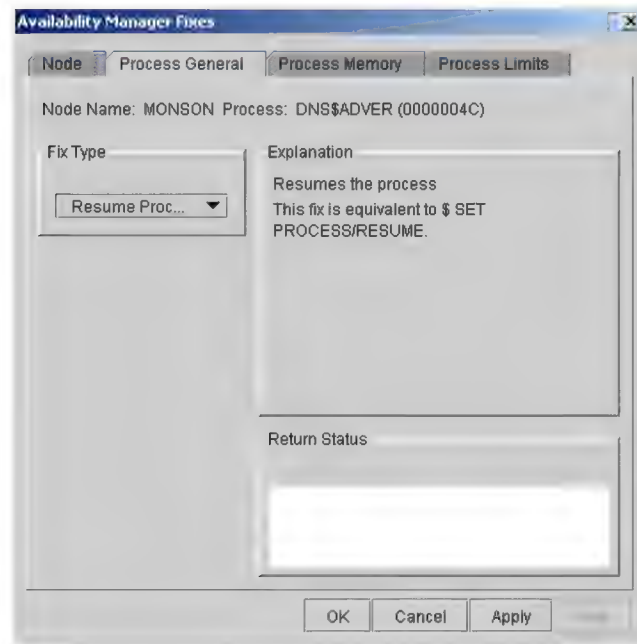 Availability Manager Fixes
Node Process General Process Memory Process Limits
Node Name: MONSON Process: DNS$ADVER (0000004C)
Fix Type
Resume Proc...
Explanation
Resumes the process
This fix is equivalent to $ SET
PROCESS/RESUME.
Return Status
OK Cancel Apply